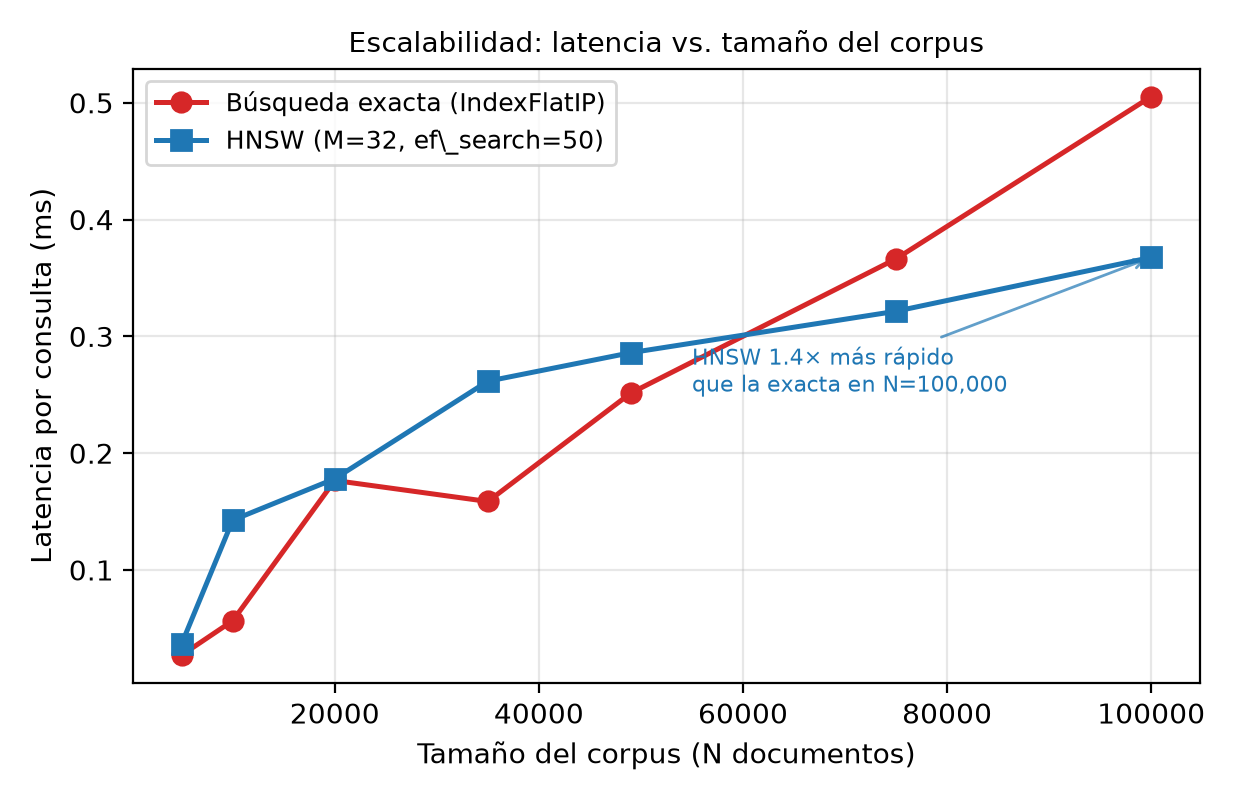 Escalabilidad: latencia vs. tamaño del corpus
Búsqueda exacta (IndexFlatIP)
HNSW (M=32, ef\_search=50)
Latencia por consulta (ms)
0.5
0.4
0.3
0.2
0.1
HNSW 1.4× más rápido
que la exacta en N=100,000
20000 40000 60000 80000 100000
Tamaño del corpus (N documentos)